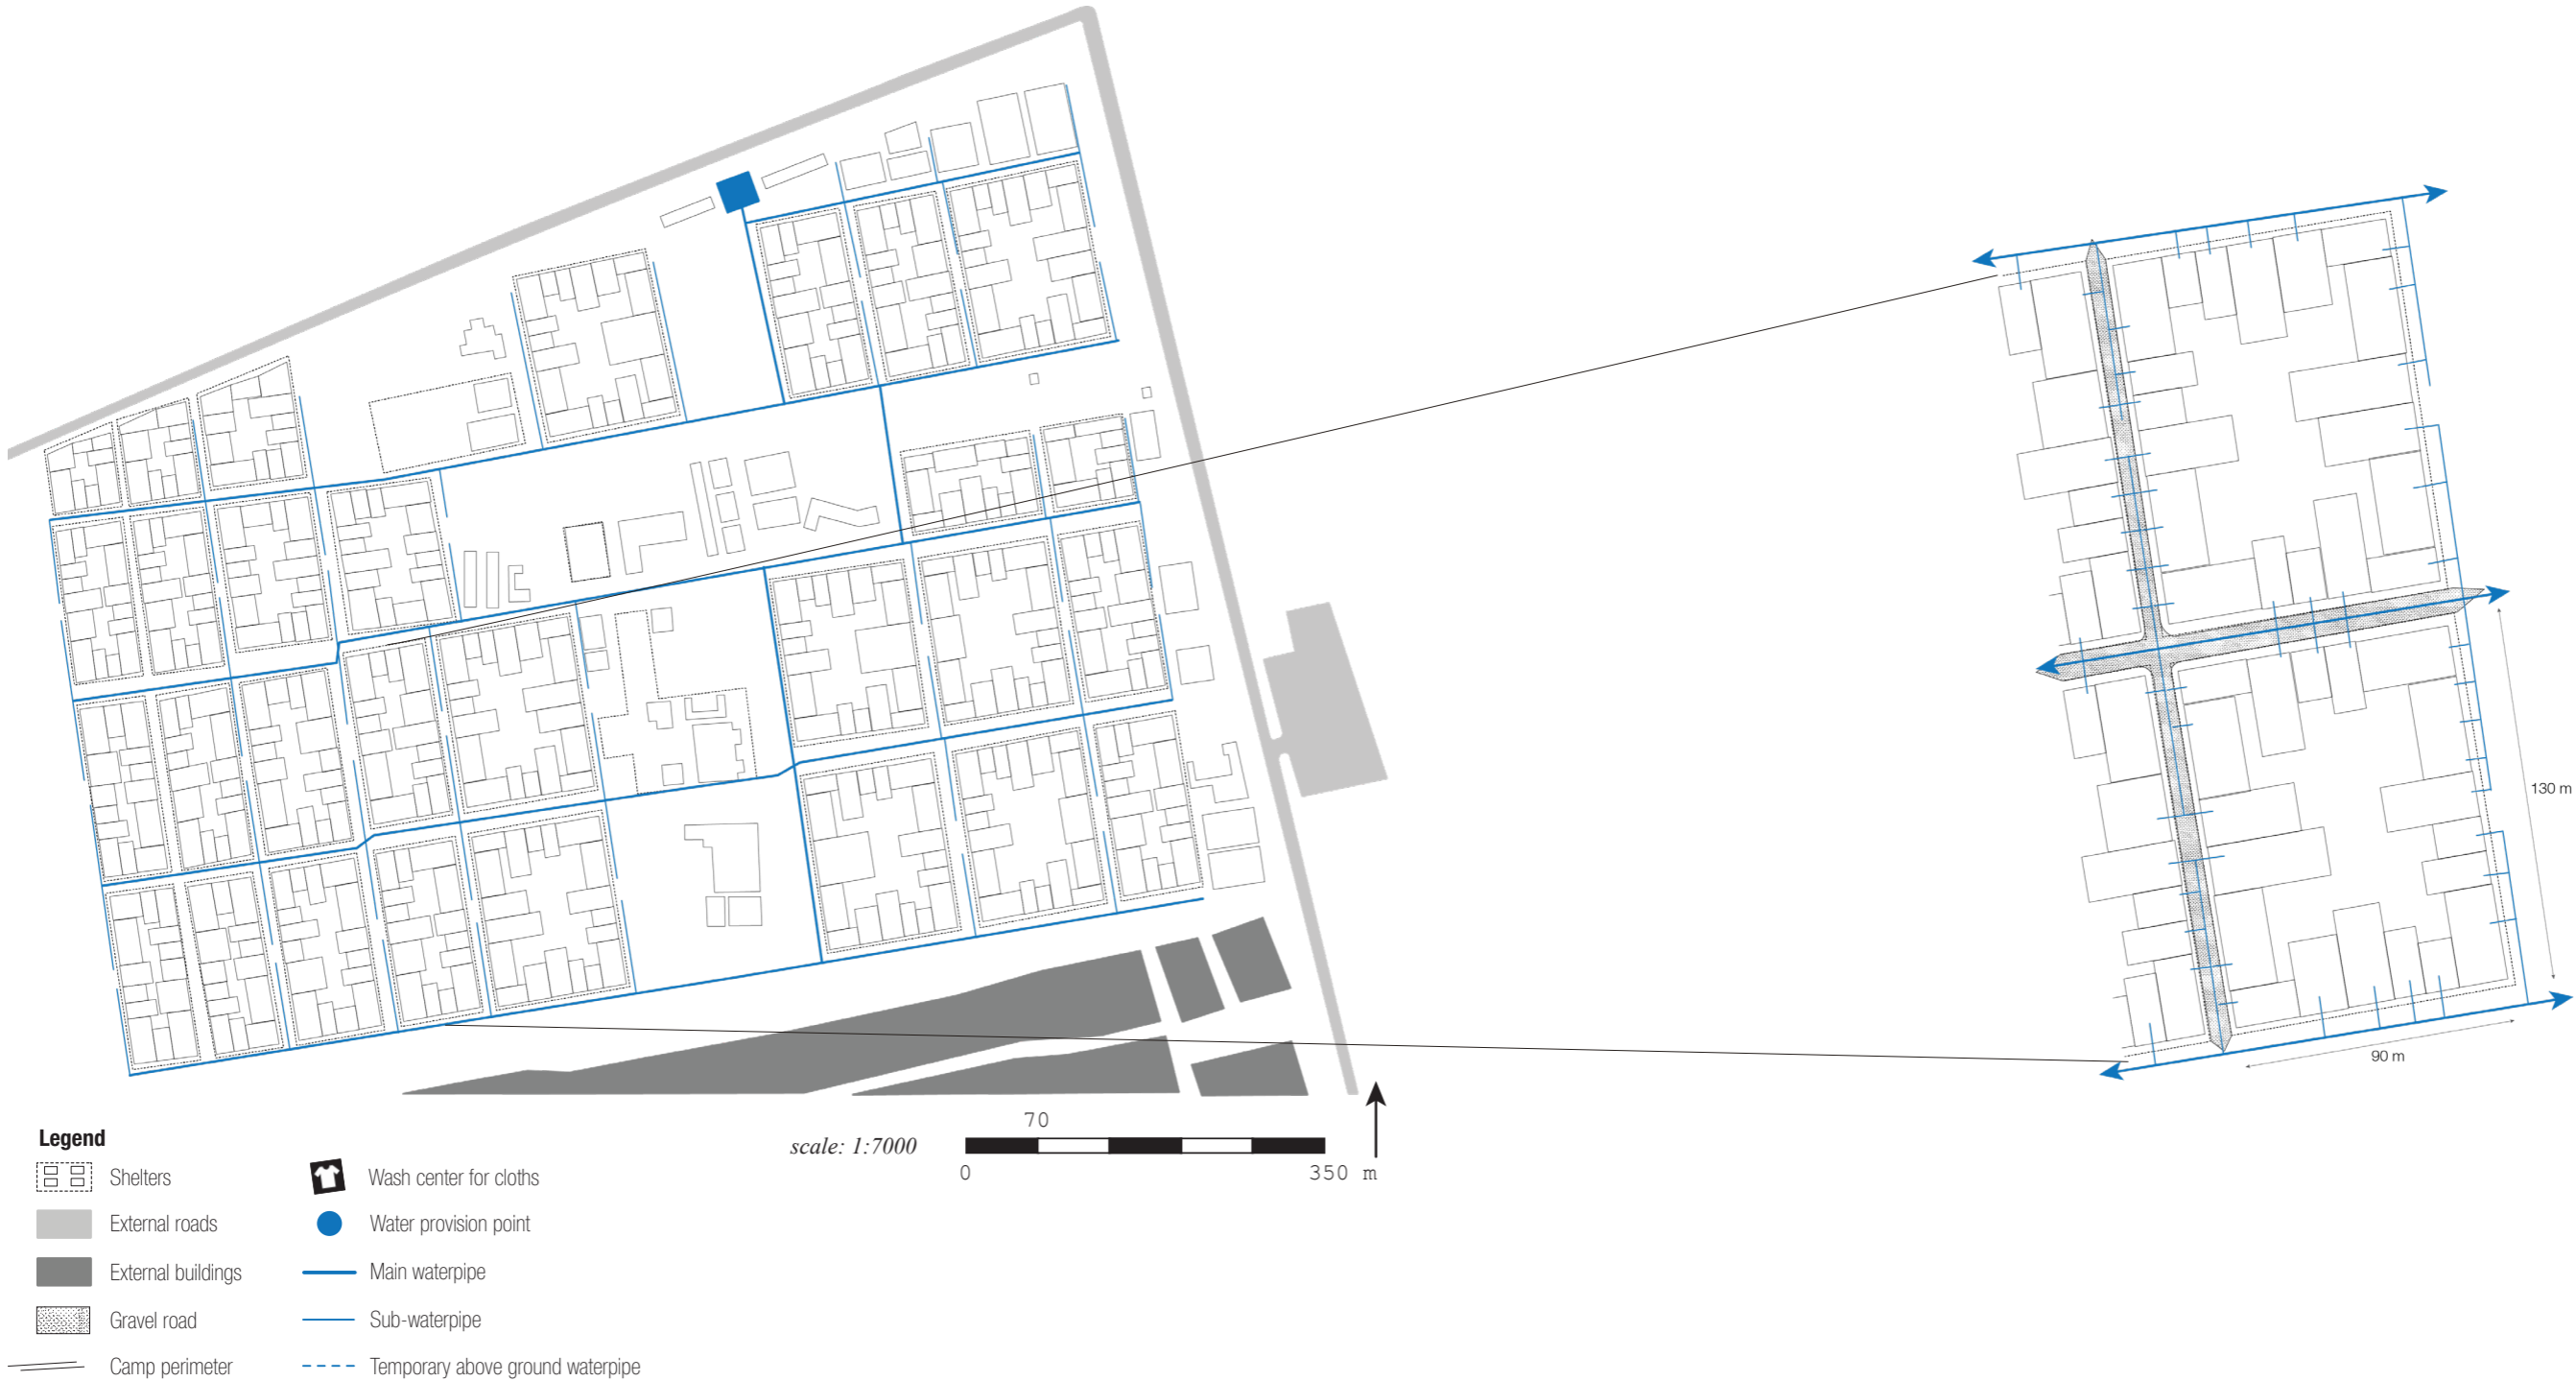 130 m
90 m
70
scale: 1:7000
0
350 m
Legend
Shelters
External roads
External buildings
Gravel road
Camp perimeter
Wash center for cloths
Water provision point
Main waterpipe
Sub-waterpipe
Temporary above ground waterpipe